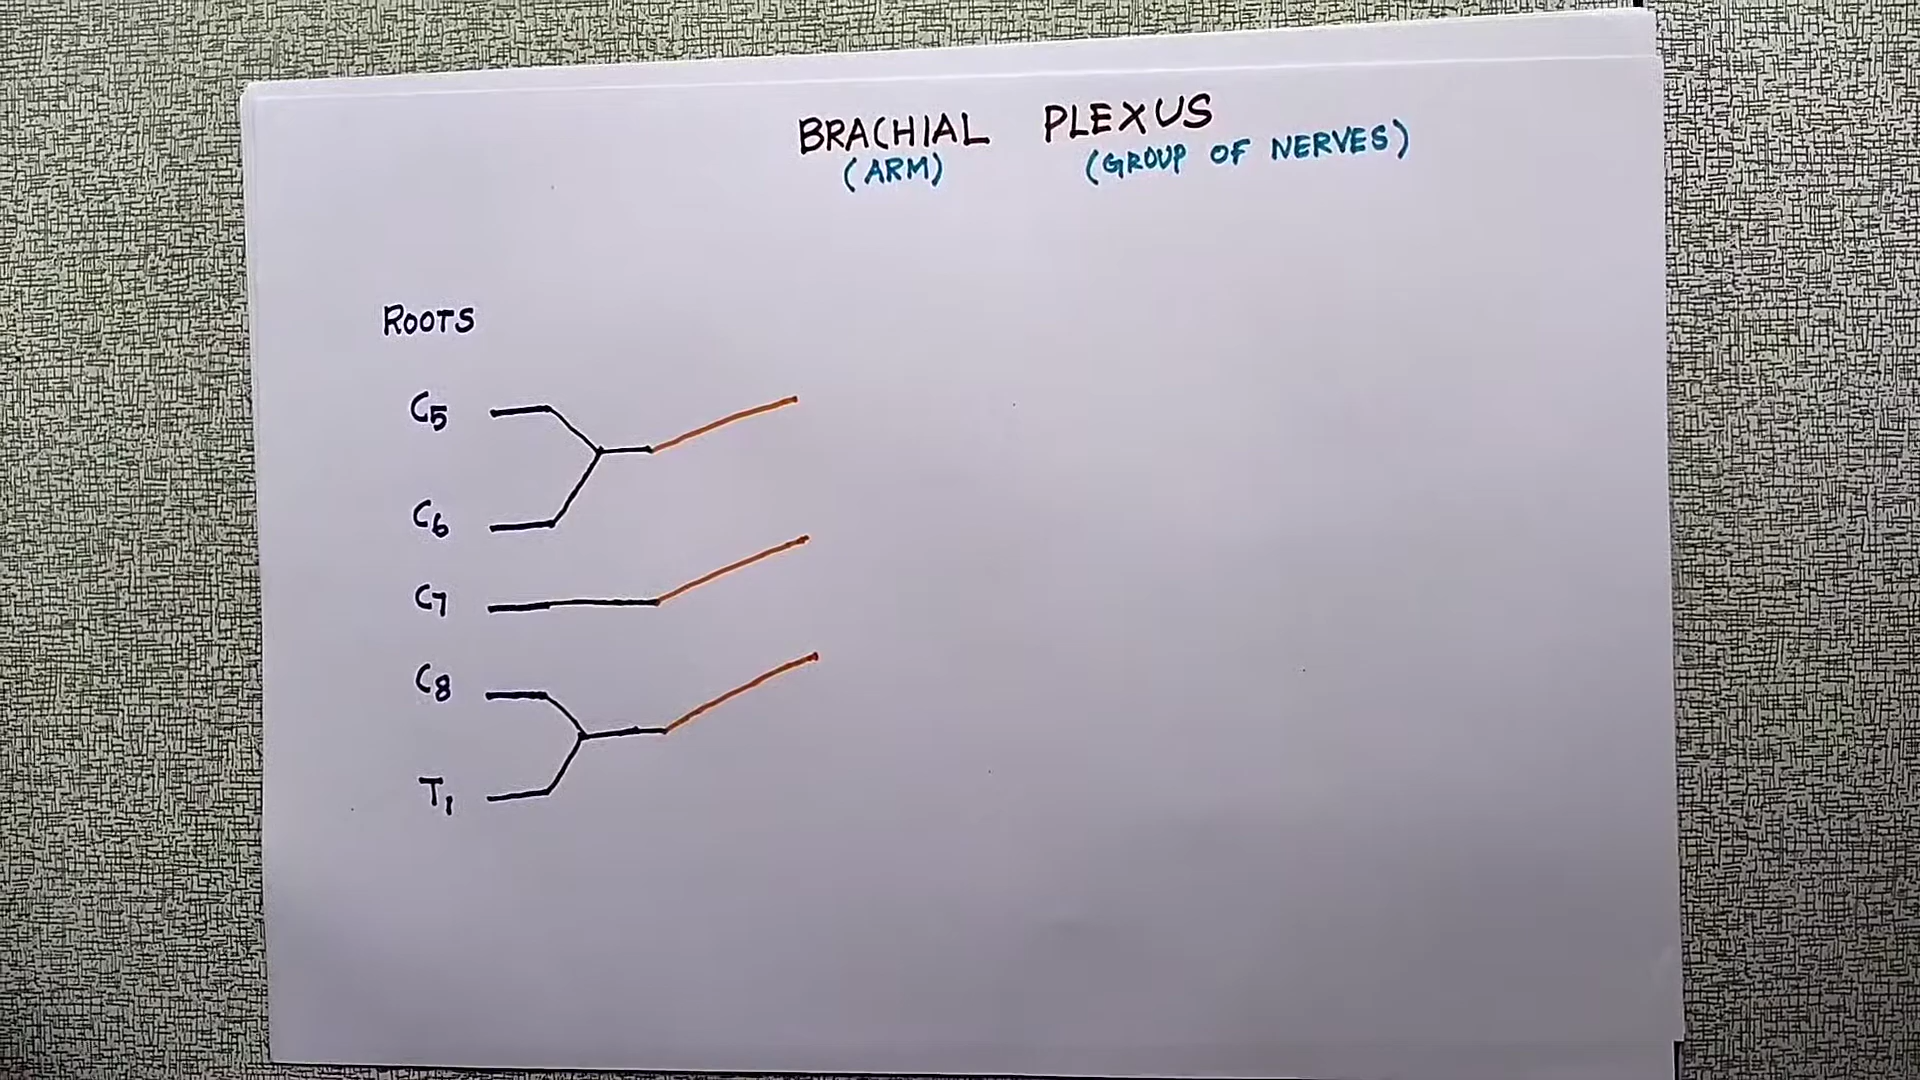 BRACHIAL PLEXUS
(ARM) (GROUP OF NERVES)
ROOTS
C5
C6
C7
C8
T1